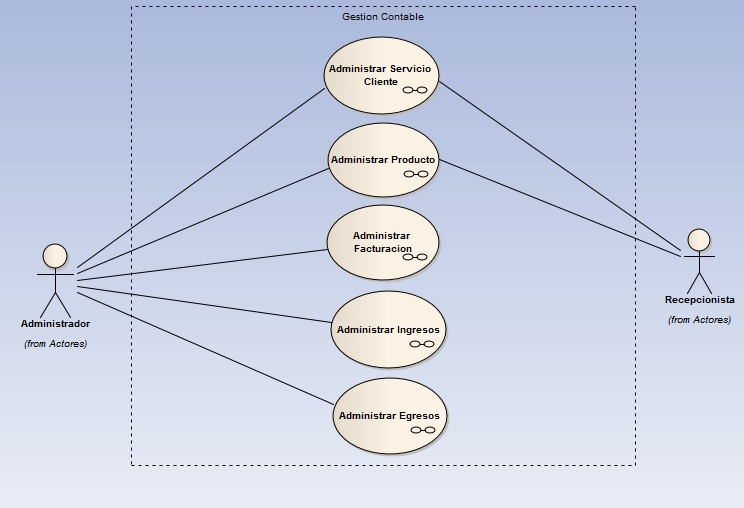 Gestion Contable
Administrar Servicio
Cliente
Administrar Producto
Administrar
Facturacion
Administrar Ingresos
Administrar Egresos
Administrador
(from Actores)
Recepcionista
(from Actores)